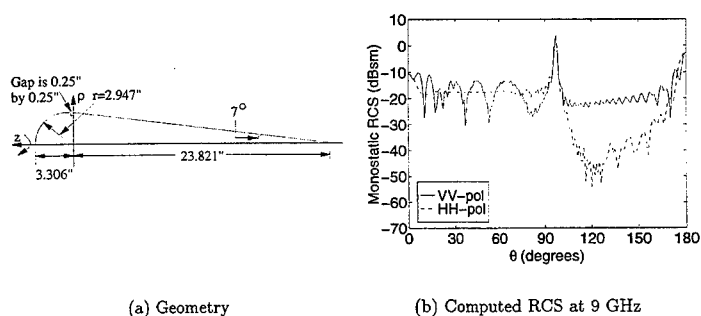 Gap is 0.25"
by 0.25"
ρ
r=2.947"
7°
z
23.821"
3.306"
(a) Geometry
Monostatic RCS (dBsm)
10
0
−10
−20
−30
−40
−50
−60
−70
VV−pol
HH−pol
0
30
60
90
120
150
180
θ (degrees)
(b) Computed RCS at 9 GHz